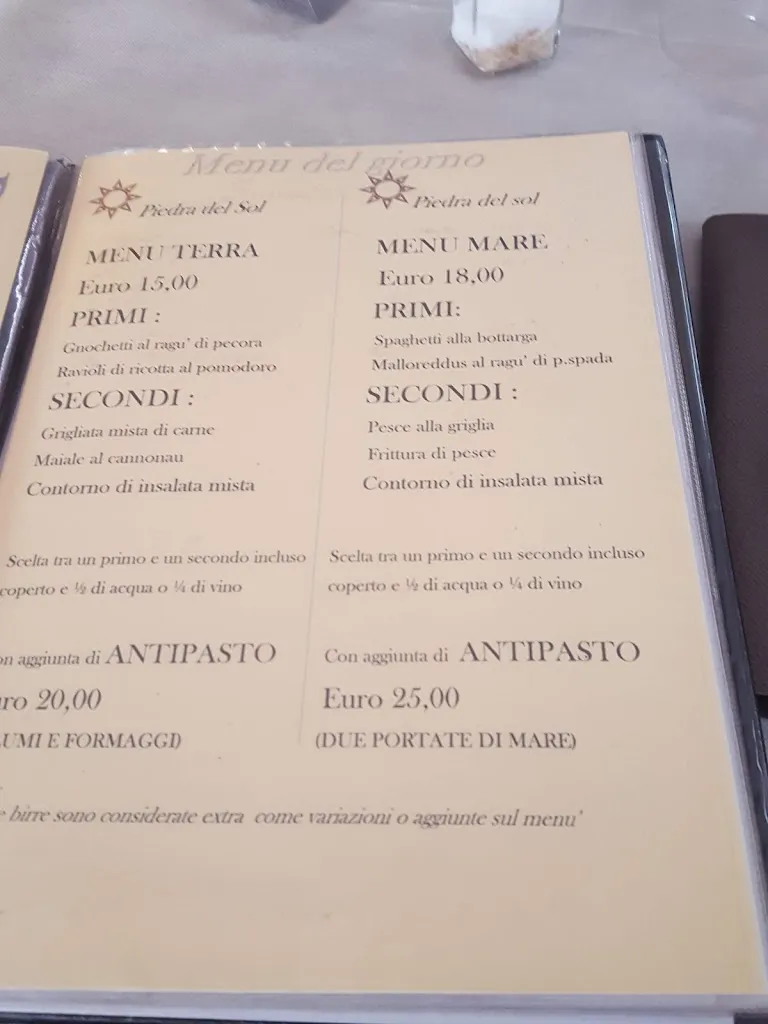 Menu del giorno
Piedra del Sol
MENU TERRA
Euro 15,00
PRIMI :
Gnochetti al ragu' di pecora
Ravioli di ricotta al pomodoro
SECONDI :
Grigliata mista di carne
Maiale al cannonau
Contorno di insalata mista
Scelta tra un primo e un secondo incluso
coperto e ½ di acqua o ¼ di vino
on aggiunta di ANTIPASTO
ro 20,00
UMI E FORMAGGI)
Piedra del sol
MENU MARE
Euro 18,00
PRIMI:
Spaghetti alla bottarga
Malloreddus al ragu' di p.spada
SECONDI :
Pesce alla griglia
Frittura di pesce
Contorno di insalata mista
Scelta tra un primo e un secondo incluso
coperto e ½ di acqua o ¼ di vino
Con aggiunta di ANTIPASTO
Euro 25,00
(DUE PORTATE DI MARE)
e birre sono considerate extra come variazioni o aggiunte sul menu'